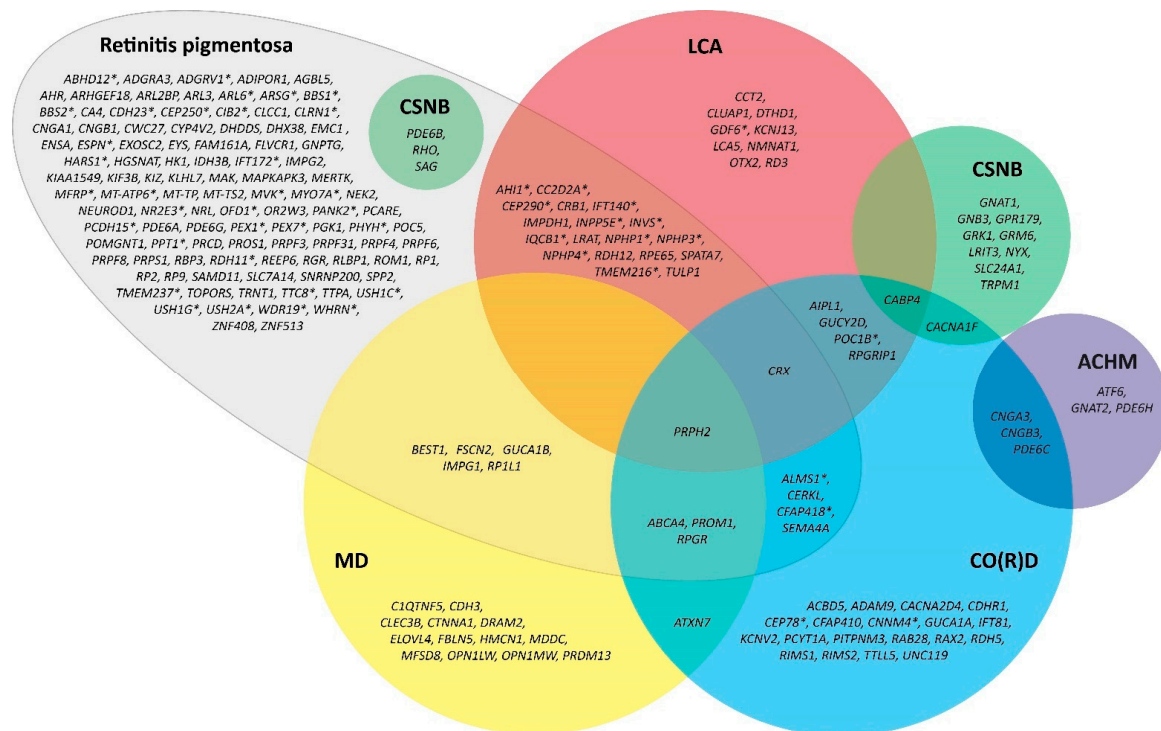 Retinitis pigmentosa
ABHD12*, ADGRA3, ADGRV1*, ADIPOR1, AGBL5,
AHR, ARHGEF18, ARL2BP, ARL3, ARL6*, ARSG*, BBS1*,
BBS2*, CA4, CDH23*, CEP250*, CIB2*, CLCC1, CLRN1*,
CNGA1, CNGB1, CWC27, CYP4V2, DHDDS, DHX38, EMC1,
ENSA, ESPN*, EXOSC2, EYS, FAM161A, FLVCR1, GNPTG,
HARS1*, HGSNAT, HK1, IDH3B, IFT172*, IMPG2,
KIAA1549, KIF3B, KIZ, KLHL7, MAK, MAPKAPK3, MERTK,
MFRP*, MT-ATP6*, MT-TP, MT-TS2, MVK*, MYO7A*, NEK2,
NEUROD1, NR2E3*, NRL, OFD1*, OR2W3, PANK2*, PCARE,
PCDH15*, PDE6A, PDE6G, PEX1*, PEX7*, PGK1, PHYH*, POC5,
POMGNT1, PPT1*, PRCD, PROS1, PRPF3, PRPF31, PRPF4, PRPF6,
PRPF8, PRPS1, RBP3, RDH11*, REEP6, RGR, RLBP1, ROM1, RP1,
RP2, RP9, SAMD11, SLC7A14, SNRNP200, SPP2,
TMEM237*, TOPORS, TRNT1, TTC8*, TTPA, USH1C*,
USH1G*, USH2A*, WDR19*, WHRN*,
ZNF408, ZNF513
CSNB
PDE6B,
RHO,
SAG
LCA
CCT2,
CLUAP1, DTHD1,
GDF6*, KCNJ13,
LCA5, NMNAT1,
OTX2, RD3
AHI1*, CC2D2A*,
CEP290*, CRB1, IFT140*,
IMPDH1, INPP5E*, INVS*,
IQCB1*, LRAT, NPHP1*, NPHP3*,
NPHP4*, RDH12, RPE65, SPATA7,
TMEM216*, TULP1
CSNB
GNAT1,
GNB3, GPR179,
GRK1, GRM6,
LRIT3, NYX,
SLC24A1,
TRPM1
CABP4
CACNA1F
AIPL1,
GUCY2D,
POC1B*,
RPGRIP1
CRX
PRPH2
ACHM
ATF6,
GNAT2, PDE6H
CNGA3,
CNGB3,
PDE6C
BEST1, FSCN2, GUCA1B,
IMPG1, RP1L1
ALMS1*,
CERKL,
CFAP418*,
SEMA4A
ABCA4, PROM1,
RPGR
MD
C1QTNF5, CDH3,
CLEC3B, CTNNA1, DRAM2,
ELOVL4, FBLN5, HMCN1, MDDC,
MFSD8, OPN1LW, OPN1MW, PRDM13
ATXN7
CO(R)D
ACBD5, ADAM9, CACNA2D4, CDHR1,
CEP78*, CFAP410, CNNM4*, GUCA1A, IFT81,
KCNV2, PCYT1A, PITPNM3, RAB28, RAX2, RDH5,
RIMS1, RIMS2, TTLL5, UNC119